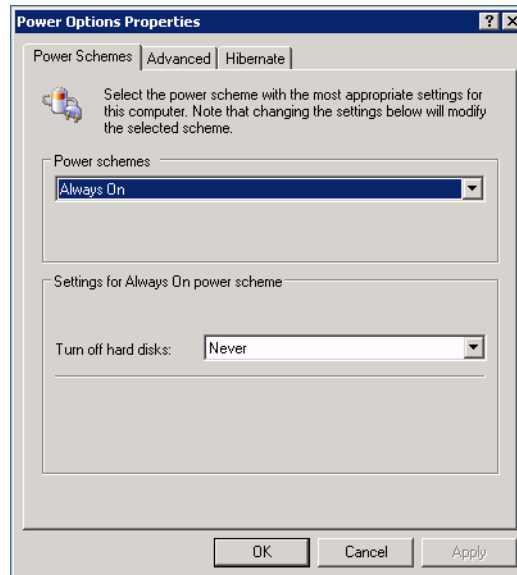 Power Options Properties
Power Schemes Advanced Hibernate
Select the power scheme with the most appropriate settings for
this computer. Note that changing the settings below will modify
the selected scheme.
Power schemes
Always On
Settings for Always On power scheme
Turn off hard disks: Never
OK Cancel Apply